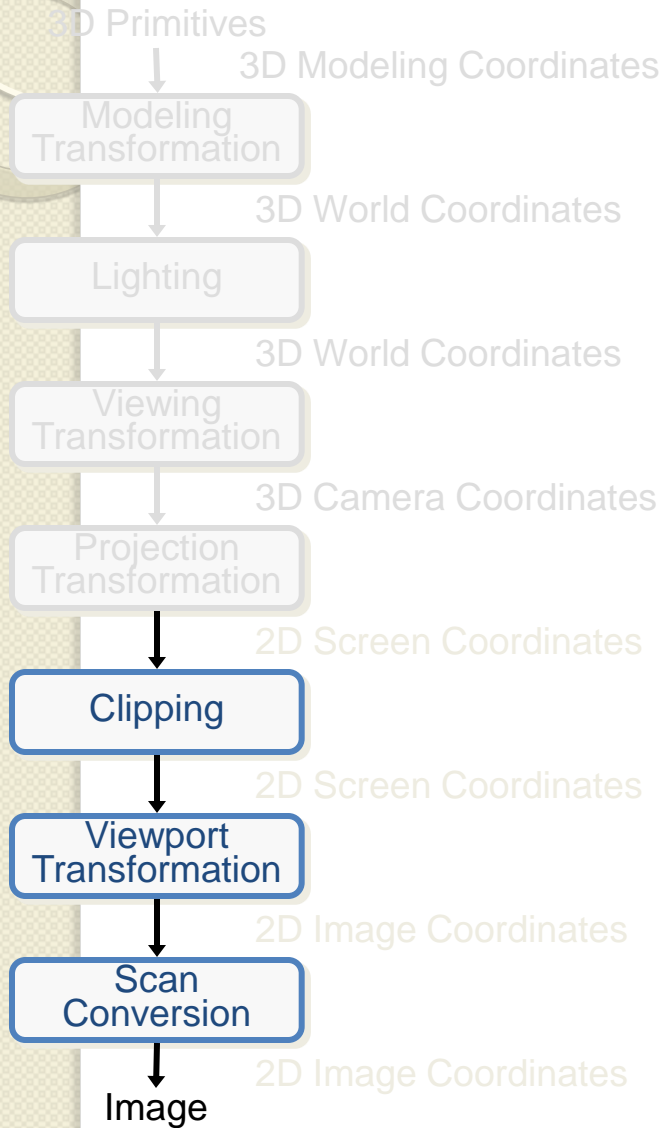 3D Primitives
3D Modeling Coordinates
Modeling
Transformation
3D World Coordinates
Lighting
3D World Coordinates
Viewing
Transformation
3D Camera Coordinates
Projection
Transformation
2D Screen Coordinates
Clipping
2D Screen Coordinates
Viewport
Transformation
2D Image Coordinates
Scan
Conversion
2D Image Coordinates
Image